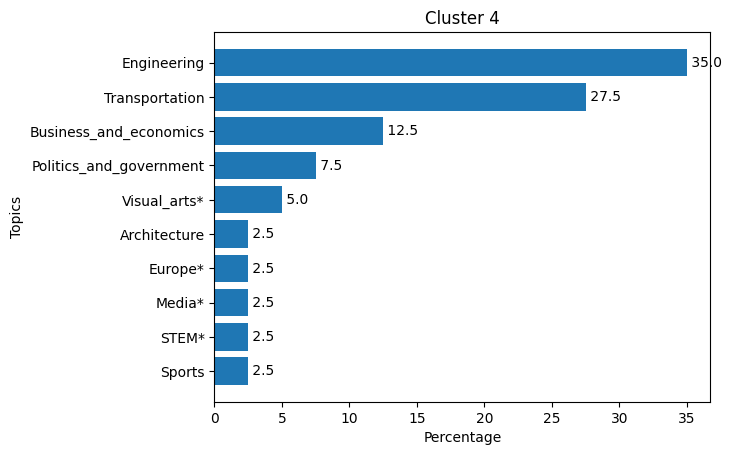 Cluster 4
Topics
Engineering 35.0
Transportation 27.5
Business_and_economics 12.5
Politics_and_government 7.5
Visual_arts* 5.0
Architecture 2.5
Europe* 2.5
Media* 2.5
STEM* 2.5
Sports 2.5
0 5 10 15 20 25 30 35
Percentage